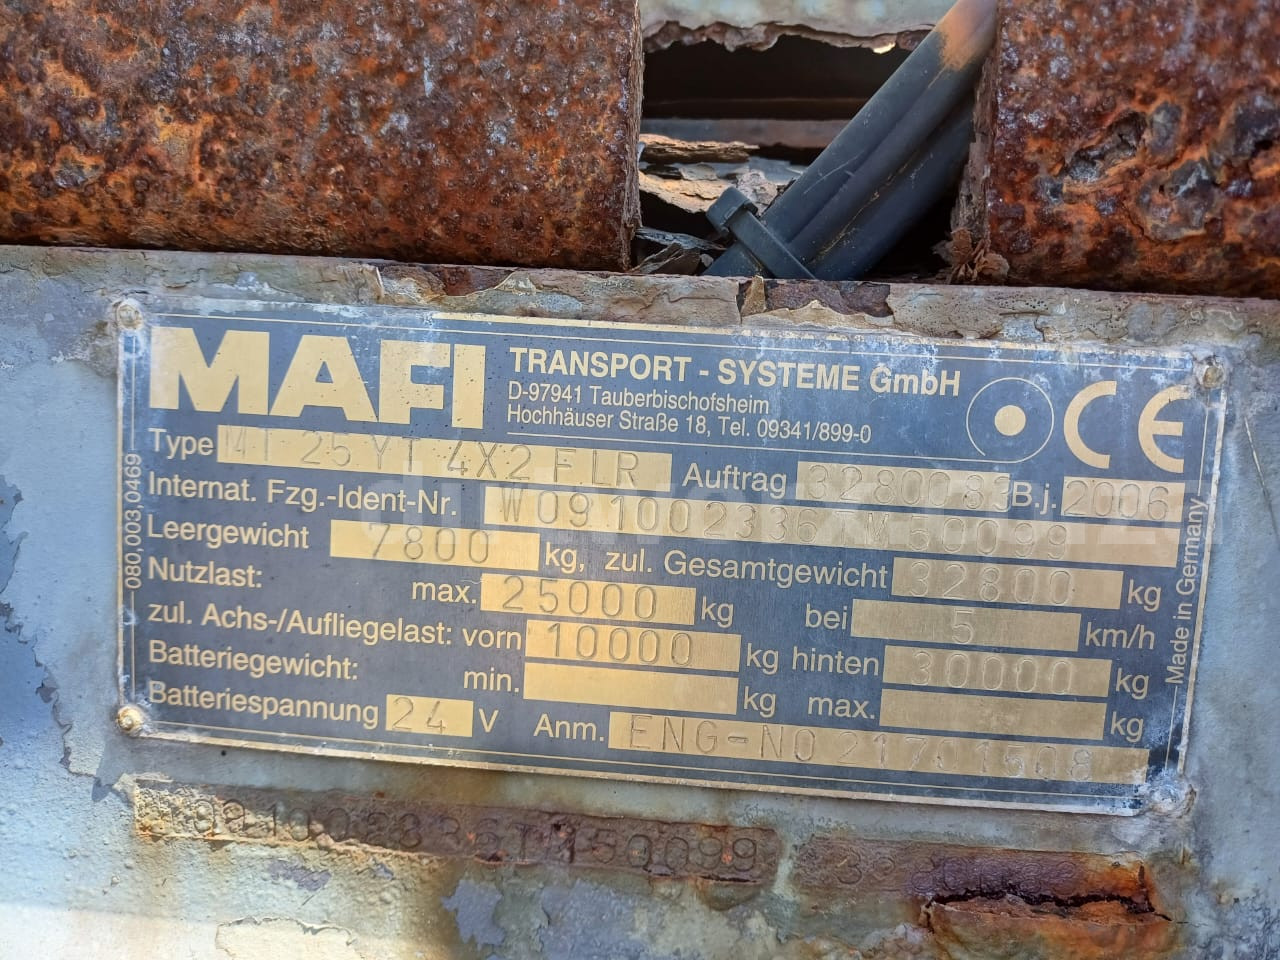 MAFI TRANSPORT - SYSTEME GmbH
D-97941 Tauberbischofsheim
Hochhäuser Straße 18, Tel. 09341/899-0
CE
Type MT 25 YT 4X2 FLR Auftrag 3280083 B.j. 2006
Internat. Fzg.-Ident-Nr. W091002336TM50099
Leergewicht 7800 kg, zul. Gesamtgewicht 32800 kg
Nutzlast: max. 25000 kg bei 5 km/h
zul. Achs-/Aufliegelast: vorn 10000 kg hinten 30000 kg
Batteriegewicht: min. kg max. kg
Batteriespannung 24 V Anm. ENG-NO 21701508
080,003,0469
Made in Germany
W091002336TM50099